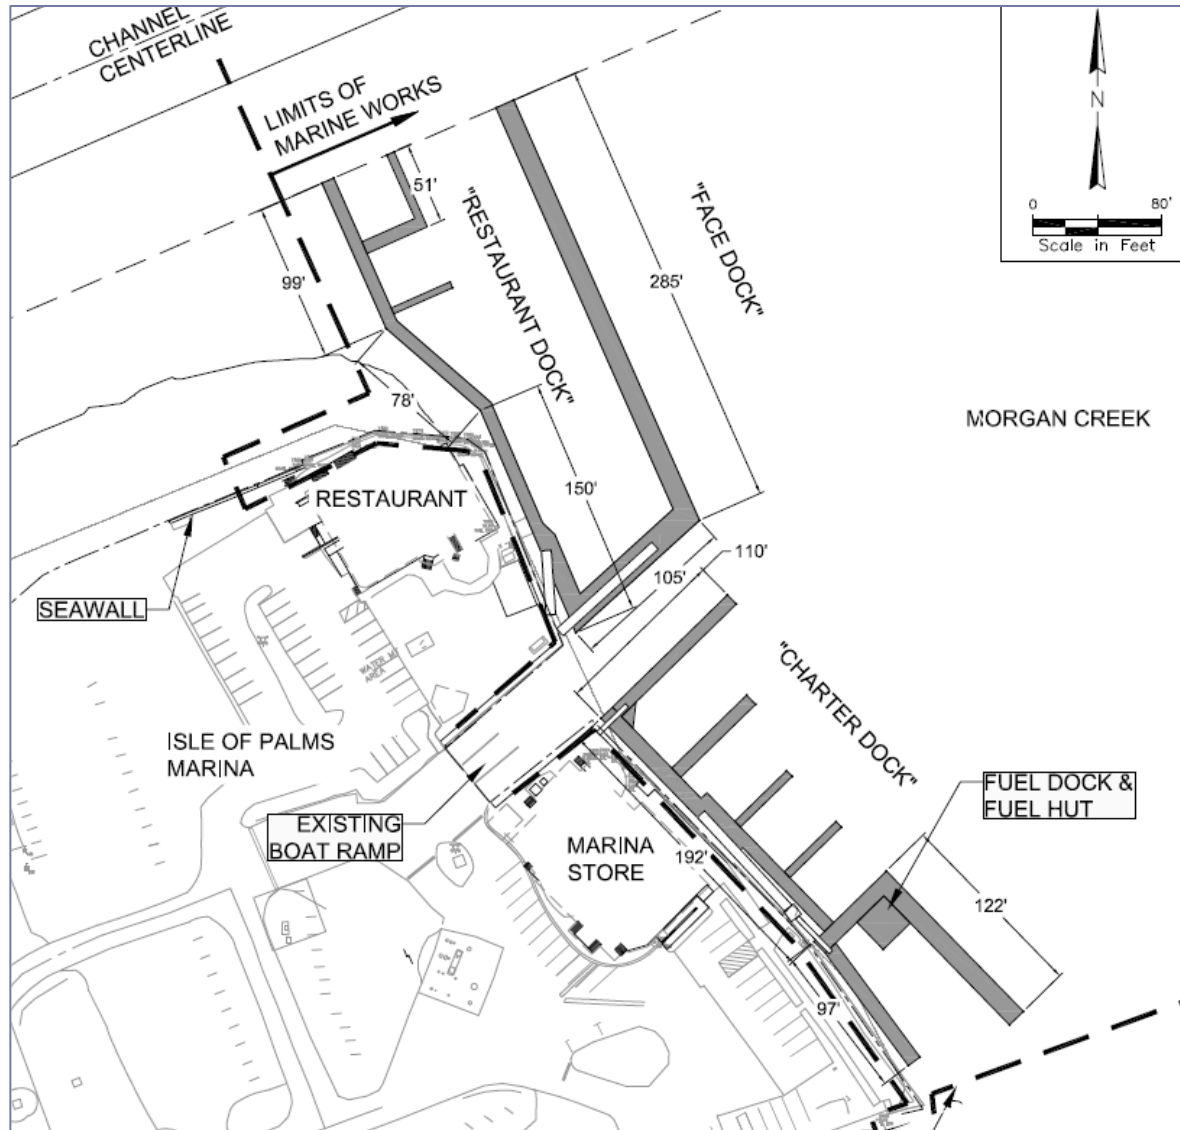 CHANNEL
CENTERLINE
LIMITS OF
MARINE WORKS
N
0 80'
Scale in Feet
51'
"RESTAURANT DOCK"
"FACE DOCK"
99'
285'
78'
MORGAN CREEK
150'
RESTAURANT
110'
105'
SEAWALL
WATER
AREA
"CHARTER DOCK"
ISLE OF PALMS
MARINA
FUEL DOCK &
FUEL HUT
EXISTING
BOAT RAMP
MARINA
STORE
192'
122'
97'